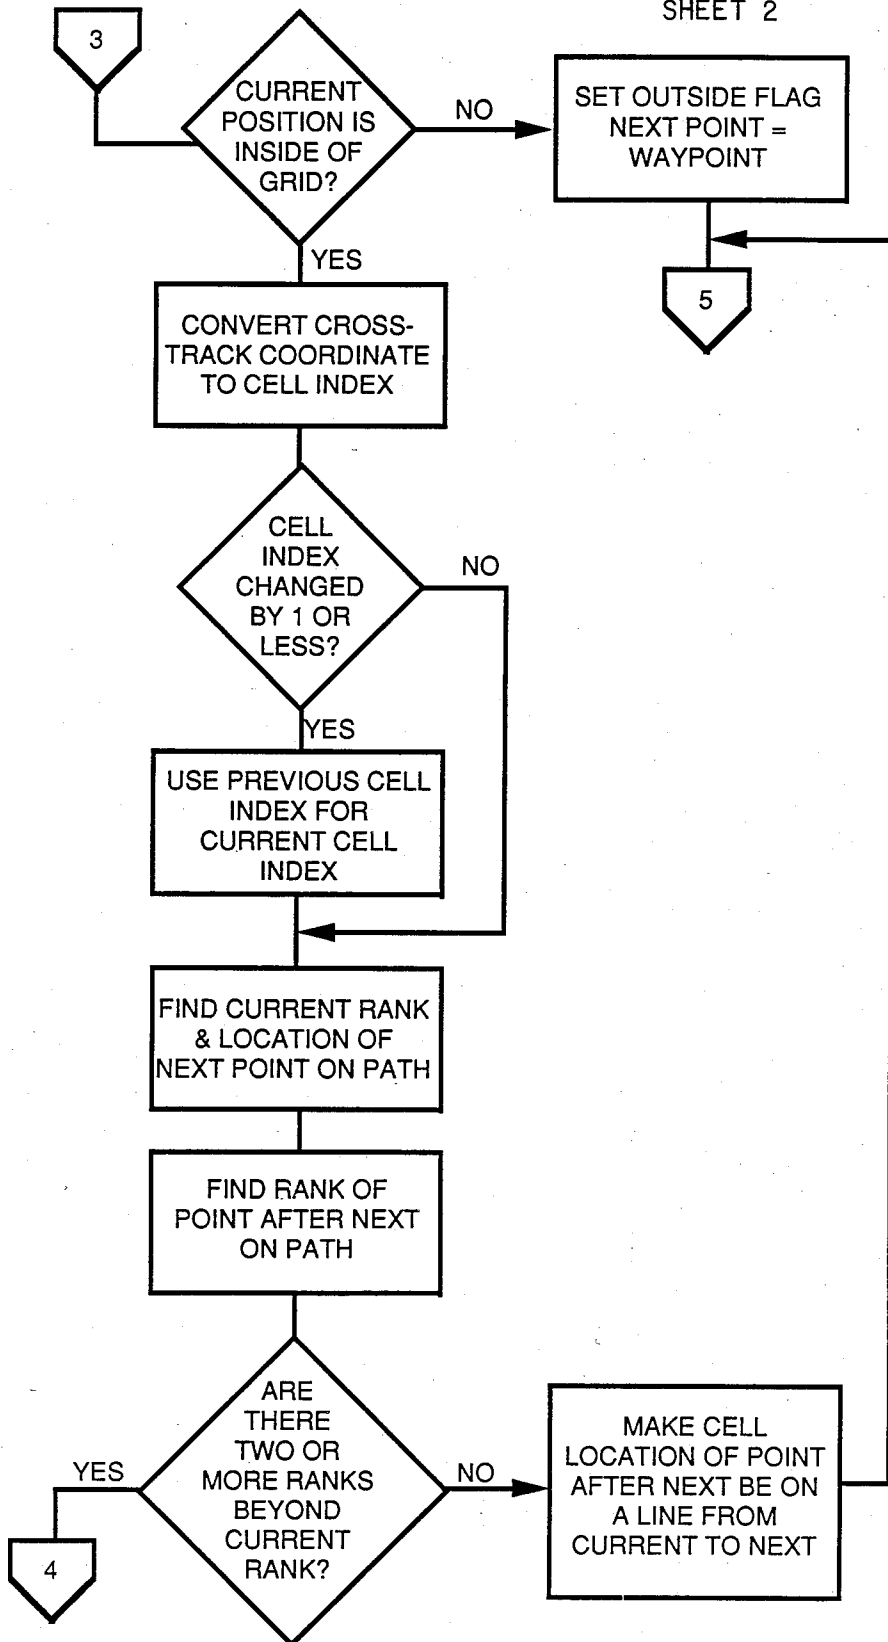 SHEET 2
3
CURRENT
POSITION IS
INSIDE OF
GRID?
NO
SET OUTSIDE FLAG
NEXT POINT =
WAYPOINT
5
YES
CONVERT CROSS-
TRACK COORDINATE
TO CELL INDEX
CELL
INDEX
CHANGED
BY 1 OR
LESS?
NO
YES
USE PREVIOUS CELL
INDEX FOR
CURRENT CELL
INDEX
FIND CURRENT RANK
& LOCATION OF
NEXT POINT ON PATH
FIND RANK OF
POINT AFTER NEXT
ON PATH
ARE
THERE
TWO OR
MORE RANKS
BEYOND
CURRENT
RANK?
YES
4
NO
MAKE CELL
LOCATION OF POINT
AFTER NEXT BE ON
A LINE FROM
CURRENT TO NEXT